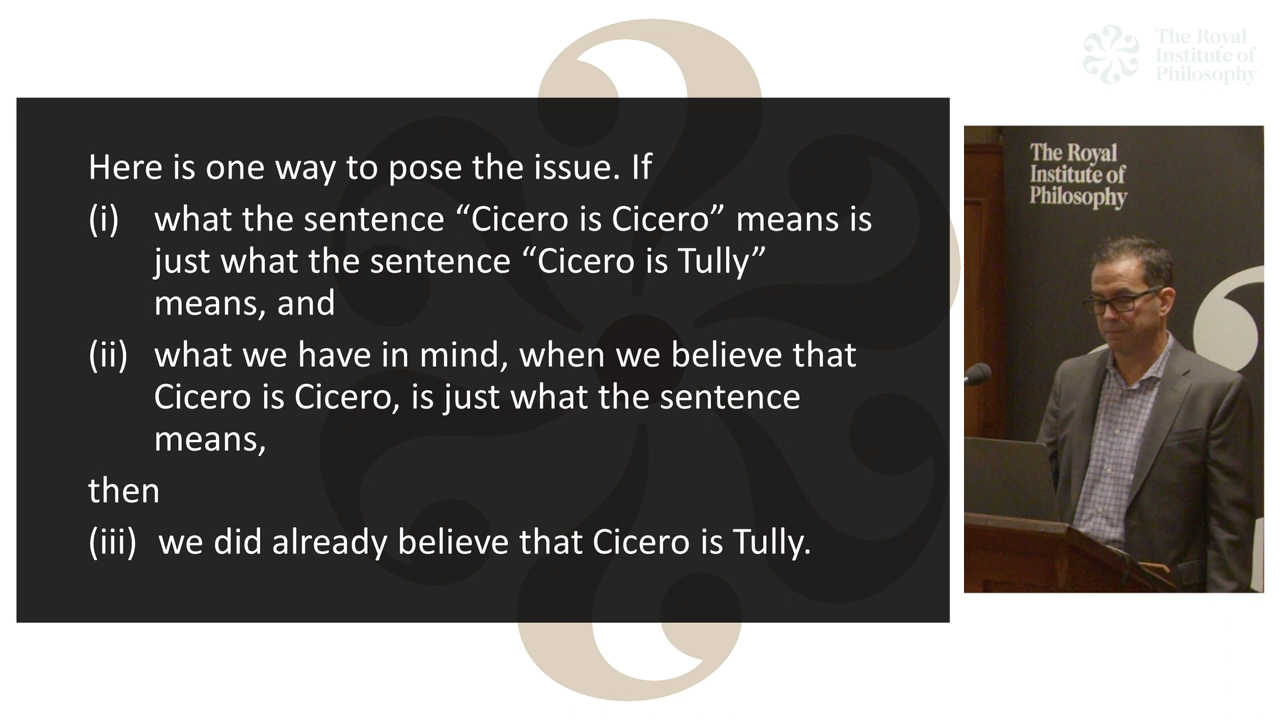 The Royal
Institute of
Philosophy
Here is one way to pose the issue. If
(i) what the sentence “Cicero is Cicero” means is
just what the sentence “Cicero is Tully”
means, and
(ii) what we have in mind, when we believe that
Cicero is Cicero, is just what the sentence
means,
then
(iii) we did already believe that Cicero is Tully.
The Royal
Institute of
Philosophy